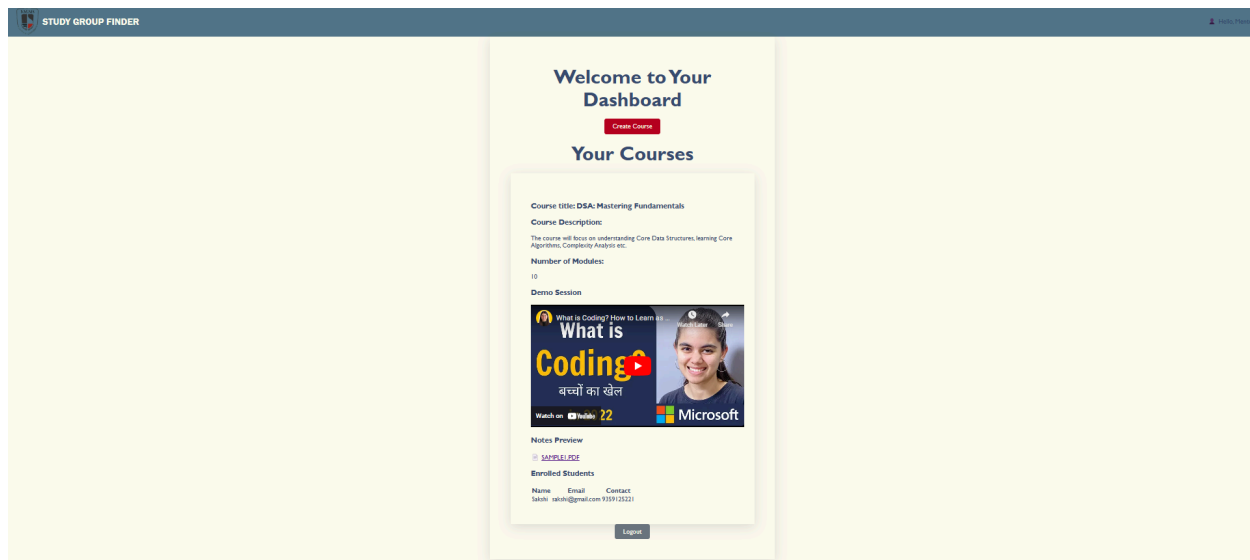 STUDY GROUP FINDER
Welcome to Your
Dashboard
Create Course
Your Courses
Course title: DSA: Mastering Fundamentals
Course Description:
The course will focus on understanding Core Data Structures, learning Core
Algorithms, Complexity Analysis etc.
Number of Modules:
10
Demo Session
What is Coding? How to Learn as ...
Watch Later Share
What is
Coding?
बच्चों का खेल
Watch on YouTube 22
Microsoft
Notes Preview
SAMPLE1.PDF
Enrolled Students
Name Email Contact
Sakshi sakshi@gmail.com 9359125221
Logout